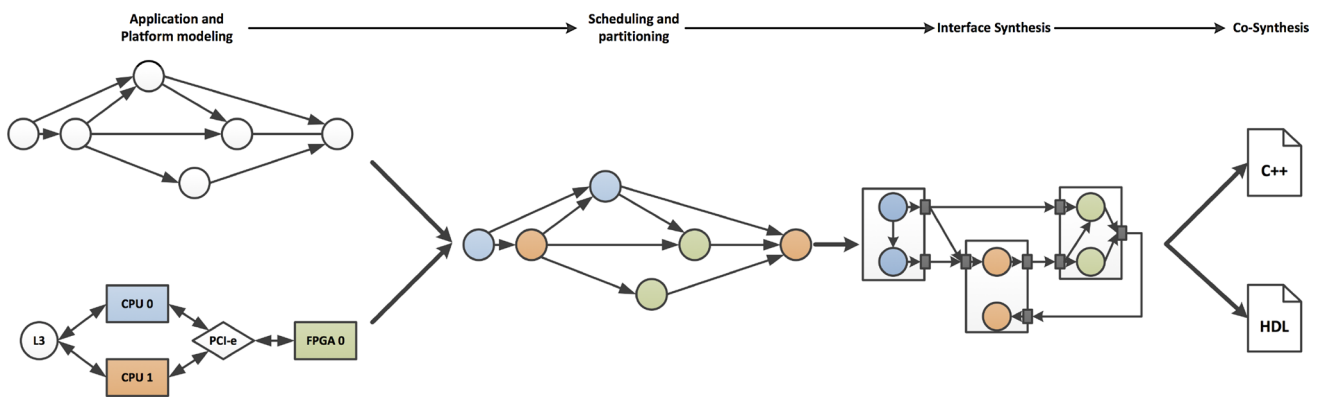 Application and
Platform modeling
Scheduling and
partitioning
Interface Synthesis
Co-Synthesis
C++
CPU 0
L3
PCI-e
FPGA 0
HDL
CPU 1